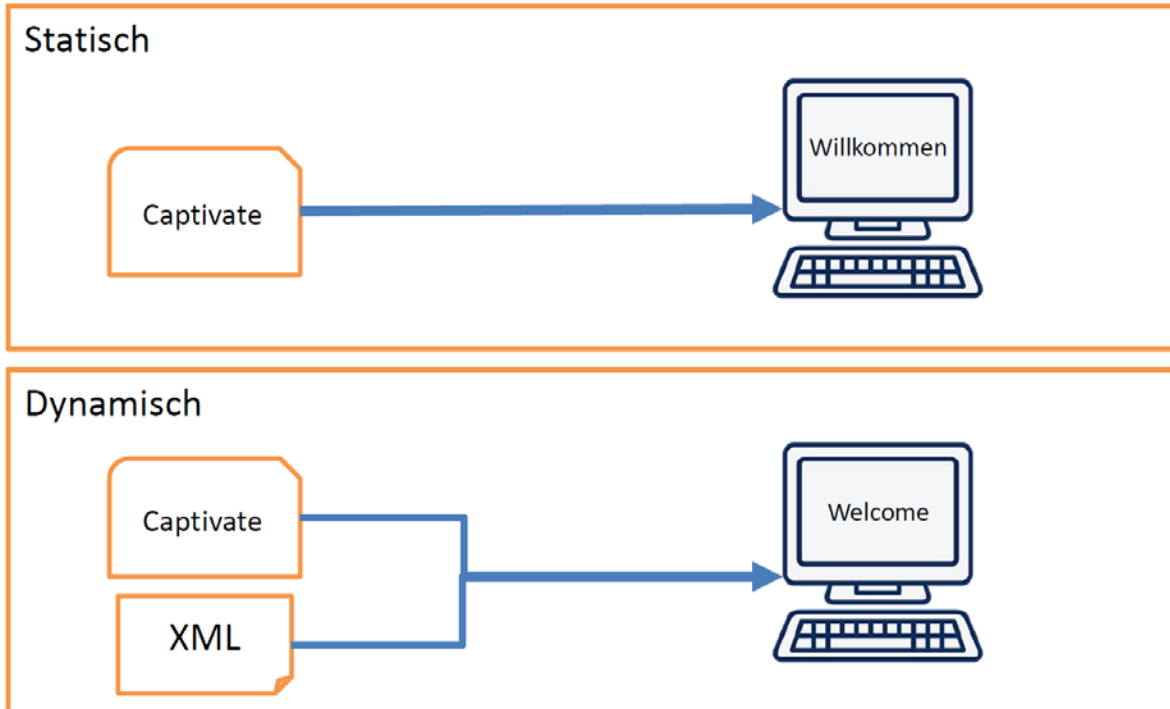 Statisch
Captivate
Willkommen
Dynamisch
Captivate
Welcome
XML